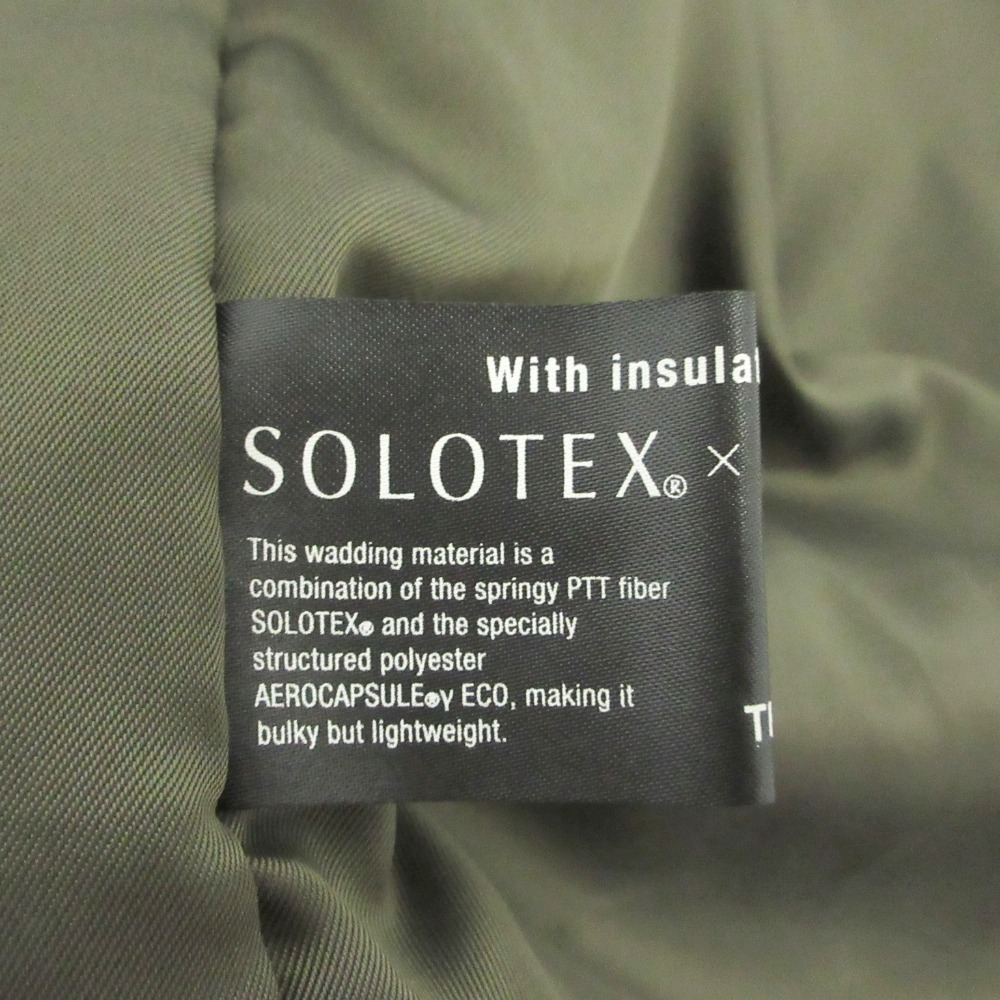 With
SOLOTEX® ×
This wadding material is a
combination of the springy PTT fiber
SOLOTEX® and the specially
structured polyester
AEROCAPSULE®γ ECO, making it
bulky but lightweight.